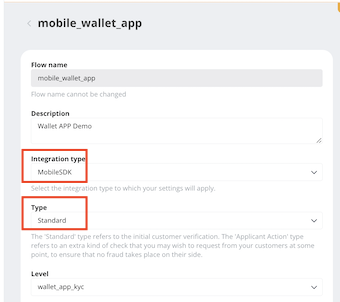 mobile_wallet_app
Flow name
mobile_wallet_app
Flow name cannot be changed
Description
Wallet APP Demo
Integration type
MobileSDK
Select the integration type to which your settings will apply.
Type
Standard
The 'Standard' type refers to the initial customer verification. The 'Applicant Action' type
refers to an extra kind of check that you may wish to request from your customers at some
point, to ensure that no fraud takes place on their side.
Level
wallet_app_kyc